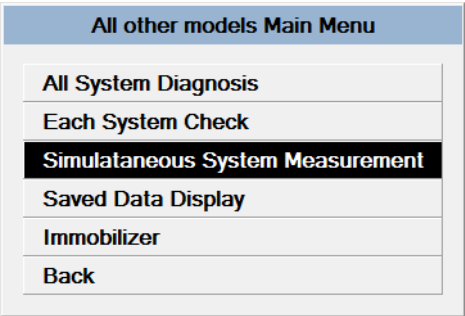 All other models Main Menu
All System Diagnosis
Each System Check
Simulataneous System Measurement
Saved Data Display
Immobilizer
Back